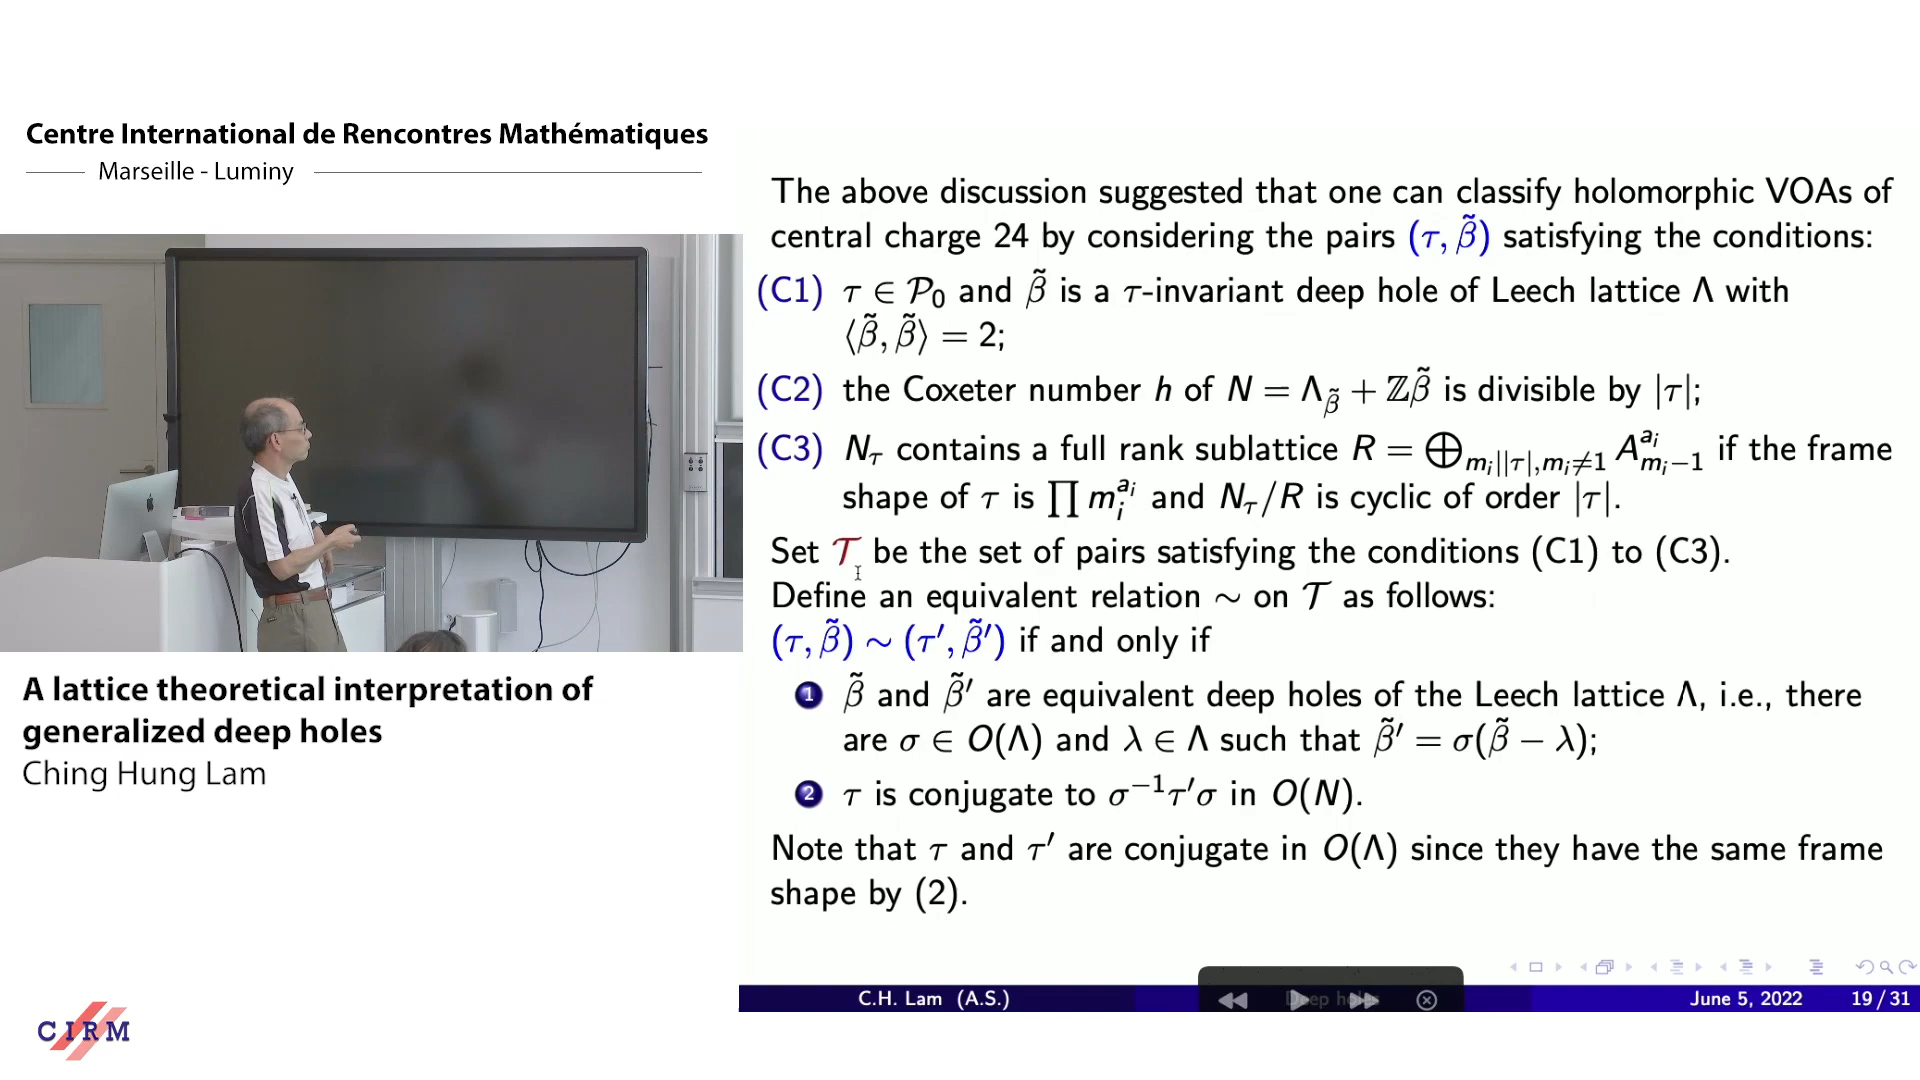 Centre International de Rencontres Mathématiques
Marseille - Luminy
The above discussion suggested that one can classify holomorphic VOAs of
central charge 24 by considering the pairs (τ, β̃) satisfying the conditions:
(C1) τ ∈ 𝒫₀ and β̃ is a τ-invariant deep hole of Leech lattice Λ with
⟨β̃, β̃⟩ = 2;
(C2) the Coxeter number h of N = Λ_β̃ + ℤβ̃ is divisible by |τ|;
(C3) N_τ contains a full rank sublattice R = ⊕_{m_i||τ|,m_i≠1} A_{m_i−1}^{a_i} if the frame
shape of τ is ∏ m_i^{a_i} and N_τ/R is cyclic of order |τ|.
Set 𝒯 be the set of pairs satisfying the conditions (C1) to (C3).
Define an equivalent relation ∼ on 𝒯 as follows:
(τ, β̃) ∼ (τ′, β̃′) if and only if
1 β̃ and β̃′ are equivalent deep holes of the Leech lattice Λ, i.e., there
are σ ∈ O(Λ) and λ ∈ Λ such that β̃′ = σ(β̃ − λ);
2 τ is conjugate to σ⁻¹τ′σ in O(N).
Note that τ and τ′ are conjugate in O(Λ) since they have the same frame
shape by (2).
A lattice theoretical interpretation of
generalized deep holes
Ching Hung Lam
C.H. Lam (A.S.)
Deep holes
June 5, 2022
19 / 31
CIRM